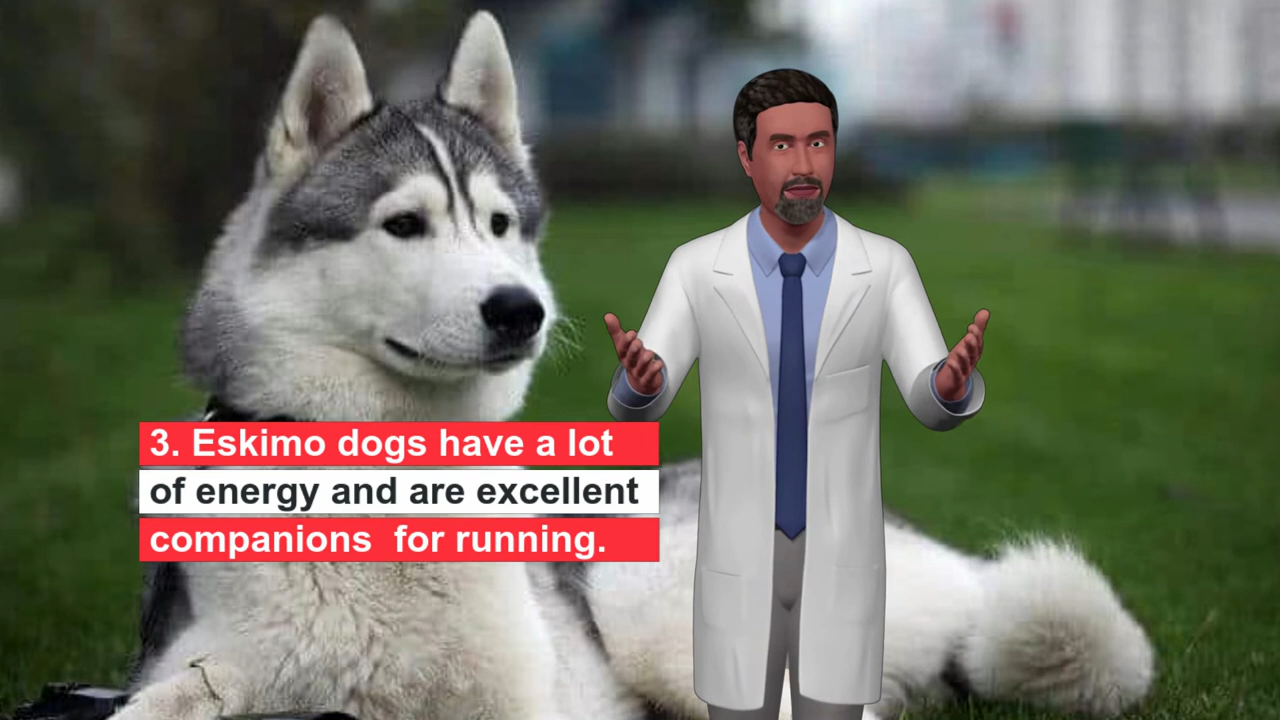 3. Eskimo dogs have a lot
of energy and are excellent
companions  for running.